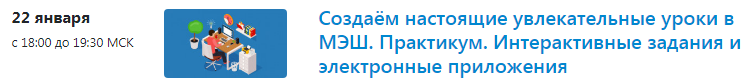 22 января
с 18:00 до 19:30 МСК
Создаём настоящие увлекательные уроки в
МЭШ. Практикум. Интерактивные задания и
электронные приложения